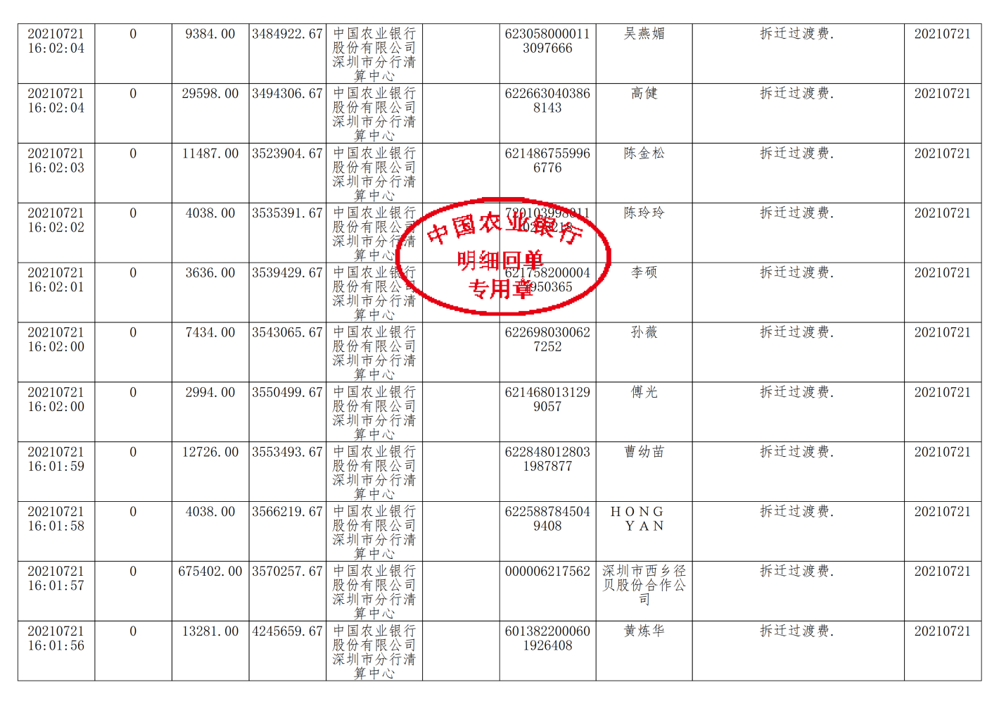 20210721 0 9384.00 3484922.67 中国农业银行 623058000011 吴燕媚 拆迁过渡费. 20210721
16:02:04 股份有限公司 3097666
深圳市分行清
算中心
20210721 0 29598.00 3494306.67 中国农业银行 622663040386 高健 拆迁过渡费. 20210721
16:02:04 股份有限公司 8143
深圳市分行清
算中心
20210721 0 11487.00 3523904.67 中国农业银行 621486755996 陈金松 拆迁过渡费. 20210721
16:02:03 股份有限公司 6776
深圳市分行清
算中心
20210721 0 4038.00 3535391.67 中国农业银行 陈玲玲 拆迁过渡费. 20210721
16:02:02 股份有限公司
深圳市分行清
算中心
中国农业银行
明细回单
专用章
20210721 0 3636.00 3539429.67 中国农业银行 621758200004 李硕 拆迁过渡费. 20210721
16:02:01 股份有限公司
深圳市分行清
算中心
20210721 0 7434.00 3543065.67 中国农业银行 622698030062 孙薇 拆迁过渡费. 20210721
16:02:00 股份有限公司 7252
深圳市分行清
算中心
20210721 0 2994.00 3550499.67 中国农业银行 621468013129 傅光 拆迁过渡费. 20210721
16:02:00 股份有限公司 9057
深圳市分行清
算中心
20210721 0 12726.00 3553493.67 中国农业银行 622848012803 曹幼苗 拆迁过渡费. 20210721
16:01:59 股份有限公司 1987877
深圳市分行清
算中心
20210721 0 4038.00 3566219.67 中国农业银行 622588784504 ＨＯＮＧ 拆迁过渡费. 20210721
16:01:58 股份有限公司 9408 ＹＡＮ
深圳市分行清
算中心
20210721 0 675402.00 3570257.67 中国农业银行 000006217562 深圳市西乡径 拆迁过渡费. 20210721
16:01:57 股份有限公司 贝股份合作公
深圳市分行清 司
算中心
20210721 0 13281.00 4245659.67 中国农业银行 601382200060 黄炼华 拆迁过渡费. 20210721
16:01:56 股份有限公司 1926408
深圳市分行清
算中心